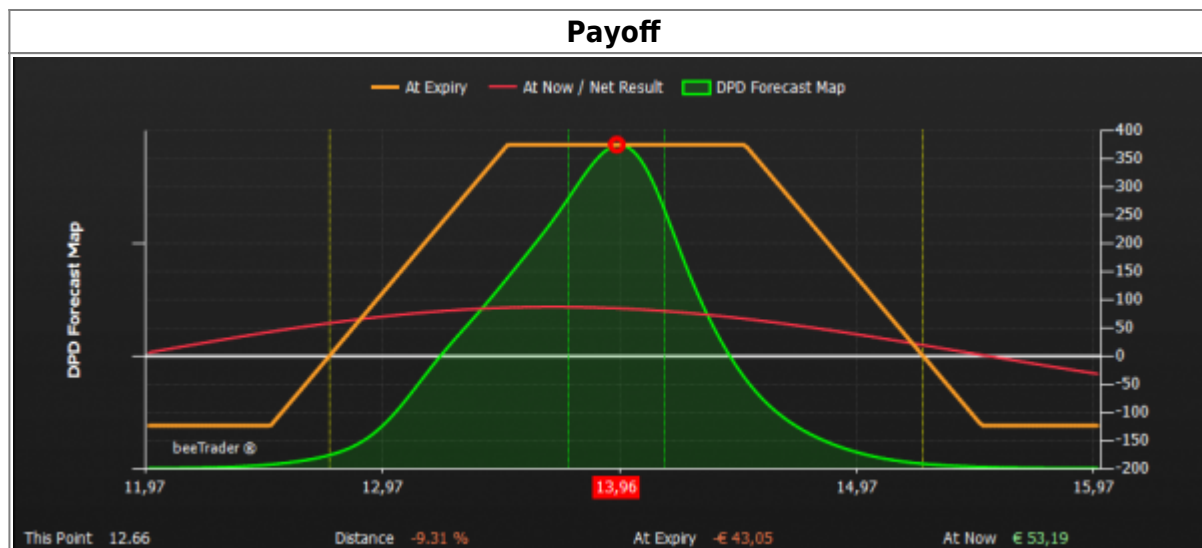 Payoff
At Expiry At Now / Net Result DPD Forecast Map
400
350
300
250
200
150
100
50
0
-50
-100
-150
-200
DPD Forecast Map
beeTrader ®
11,97 12,97 13,96 14,97 15,97
This Point 12.66 Distance -9.31 % At Expiry -€ 43,05 At Now € 53,19